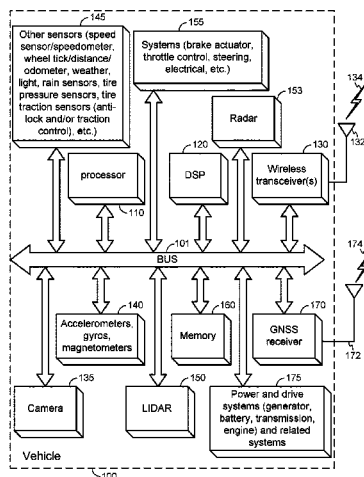 145
Other sensors (speed
sensor/speedometer,
wheel tick/distance/
odometer, weather,
light, rain sensors, tire
pressure sensors, tire
traction sensors (anti-
lock and/or traction
control), etc.)
155
Systems (brake actuator,
throttle control, steering,
electrical, etc.)
153
Radar
134
132
processor
110
120
DSP
130
Wireless
transceiver(s)
101
BUS
174
172
140
Accelerometers,
gyros,
magnetometers
160
Memory
170
GNSS
receiver
135
Camera
150
LIDAR
175
Power and drive
systems (generator,
battery, transmission,
engine) and related
systems
Vehicle
100